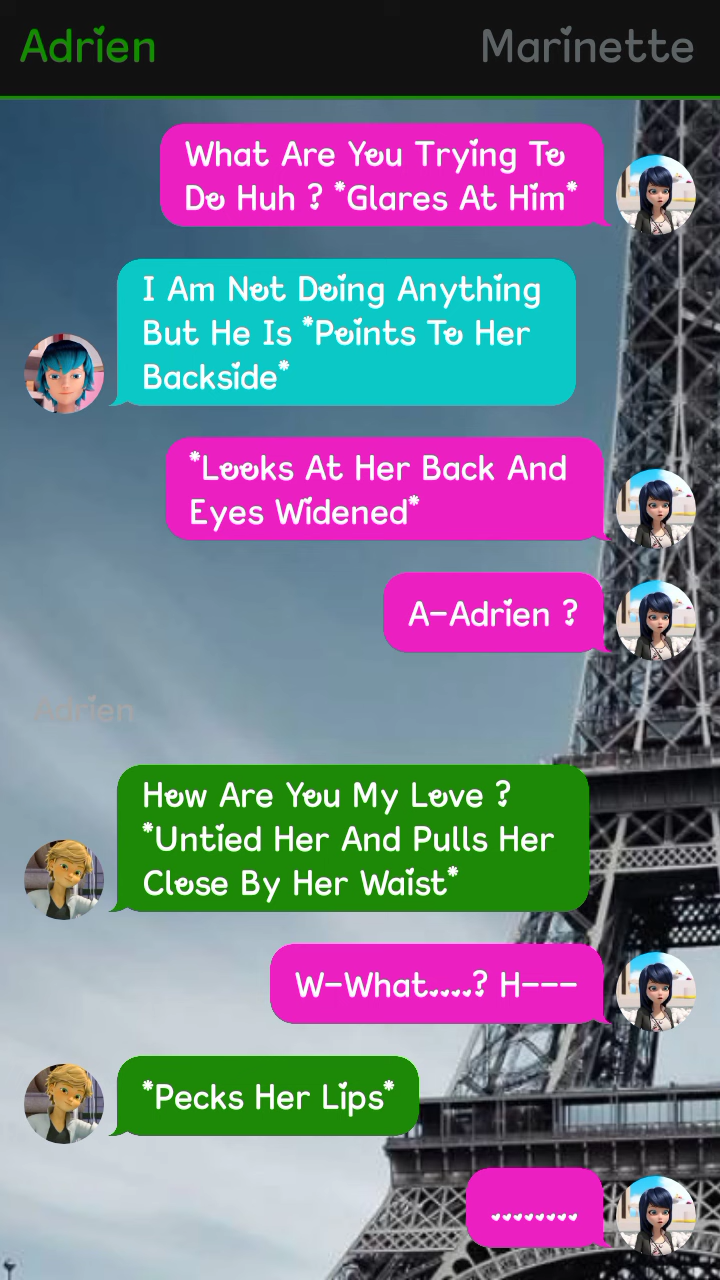 Adrien Marinette
What Are You Trying To
Do Huh ? *Glares At Him*
I Am Not Doing Anything
But He Is *Points To Her
Backside*
*Looks At Her Back And
Eyes Widened*
A-Adrien ?
Adrien
How Are You My Love ?
*Untied Her And Pulls Her
Close By Her Waist*
W-What....? H---
*Pecks Her Lips*
........